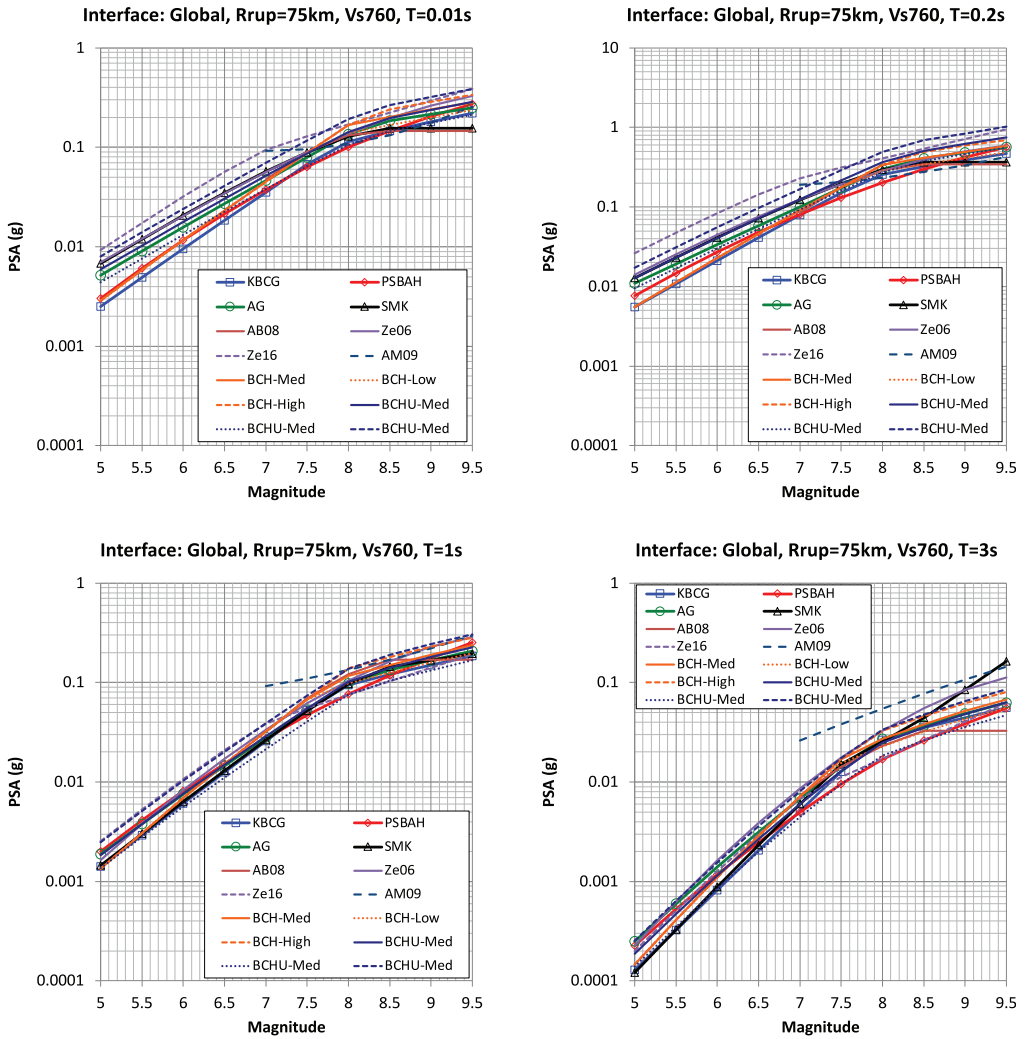 Interface: Global, Rrup=75km, Vs760, T=0.01s
PSA (g)
1
0.1
0.01
0.001
0.0001
KBCG PSBAH
AG SMK
AB08 Ze06
Ze16 AM09
BCH-Med BCH-Low
BCH-High BCHU-Med
BCHU-Med BCHU-Med
5 5.5 6 6.5 7 7.5 8 8.5 9 9.5
Magnitude
Interface: Global, Rrup=75km, Vs760, T=0.2s
PSA (g)
10
1
0.1
0.01
0.001
0.0001
KBCG PSBAH
AG SMK
AB08 Ze06
Ze16 AM09
BCH-Med BCH-Low
BCH-High BCHU-Med
BCHU-Med BCHU-Med
5 5.5 6 6.5 7 7.5 8 8.5 9 9.5
Magnitude
Interface: Global, Rrup=75km, Vs760, T=1s
PSA (g)
1
0.1
0.01
0.001
0.0001
KBCG PSBAH
AG SMK
AB08 Ze06
Ze16 AM09
BCH-Med BCH-Low
BCH-High BCHU-Med
BCHU-Med BCHU-Med
5 5.5 6 6.5 7 7.5 8 8.5 9 9.5
Magnitude
Interface: Global, Rrup=75km, Vs760, T=3s
PSA (g)
1
0.1
0.01
0.001
0.0001
KBCG PSBAH
AG SMK
AB08 Ze06
Ze16 AM09
BCH-Med BCH-Low
BCH-High BCHU-Med
BCHU-Med BCHU-Med
5 5.5 6 6.5 7 7.5 8 8.5 9 9.5
Magnitude